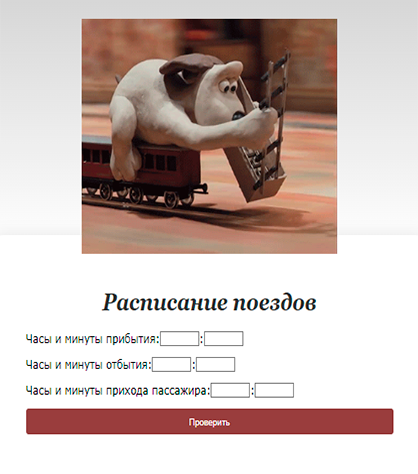 Расписание поездов
Часы и минуты прибытия: :
Часы и минуты отбытия: :
Часы и минуты прихода пассажира: :
Проверить